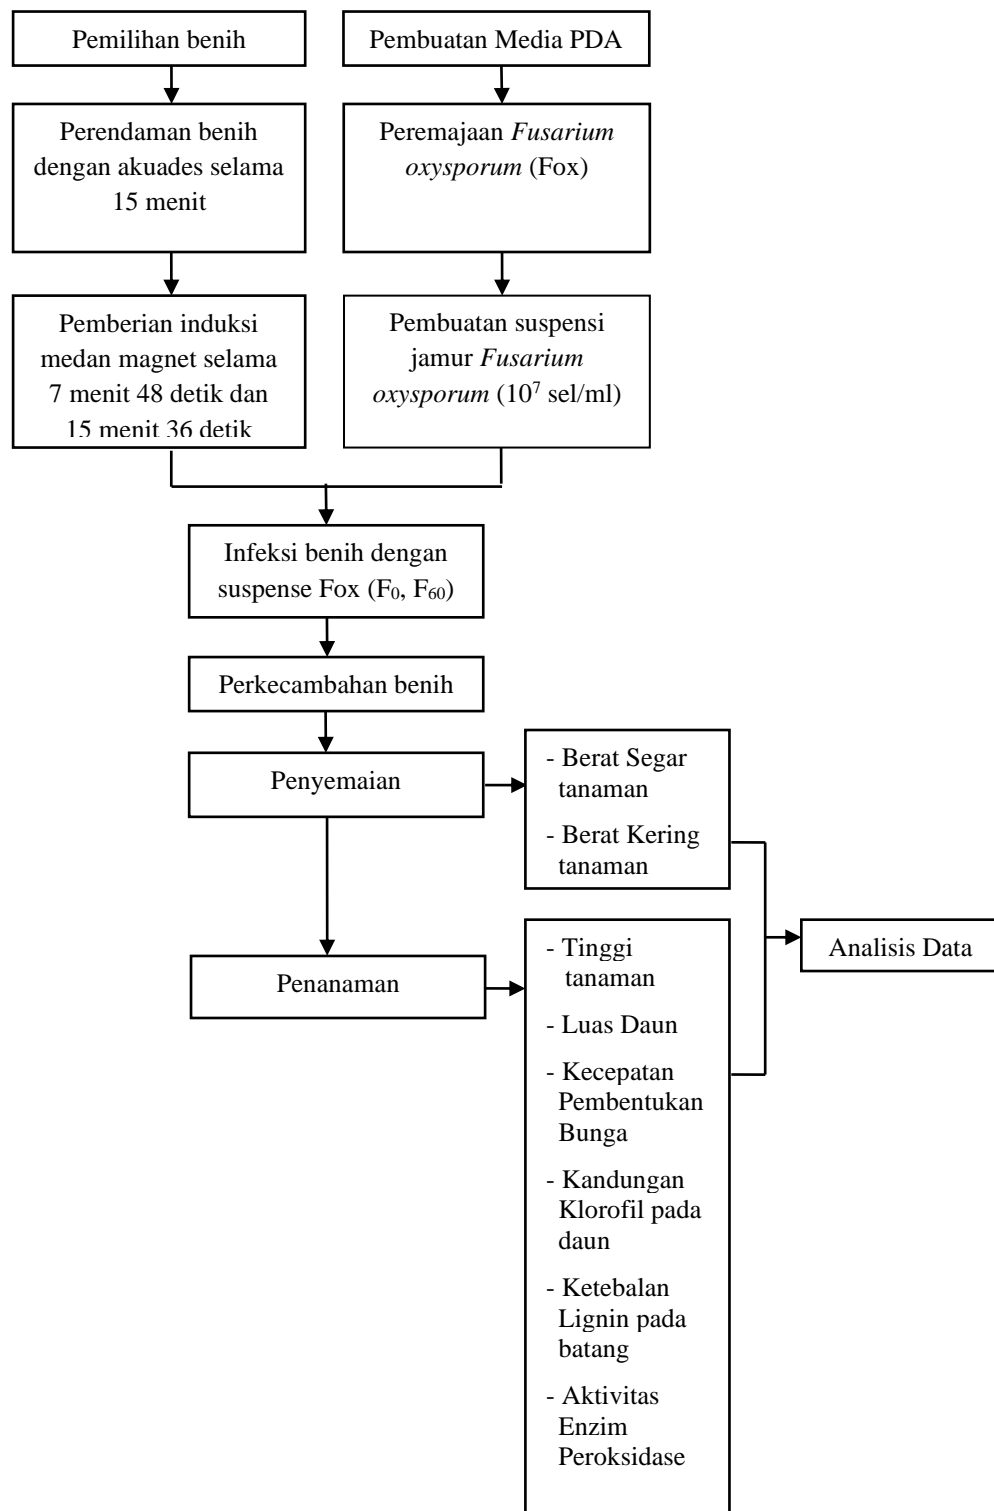 Pemilihan benih
Pembuatan Media PDA
Perendaman benih
dengan akuades selama
15 menit
Peremajaan Fusarium
oxysporum (Fox)
Pemberian induksi
medan magnet selama
7 menit 48 detik dan
15 menit 36 detik
Pembuatan suspensi
jamur Fusarium
oxysporum (10⁷ sel/ml)
Infeksi benih dengan
suspense Fox (F₀, F₆₀)
Perkecambahan benih
Penyemaian
- Berat Segar
tanaman
- Berat Kering
tanaman
Penanaman
- Tinggi
tanaman
- Luas Daun
- Kecepatan
Pembentukan
Bunga
- Kandungan
Klorofil pada
daun
- Ketebalan
Lignin pada
batang
- Aktivitas
Enzim
Peroksidase
Analisis Data